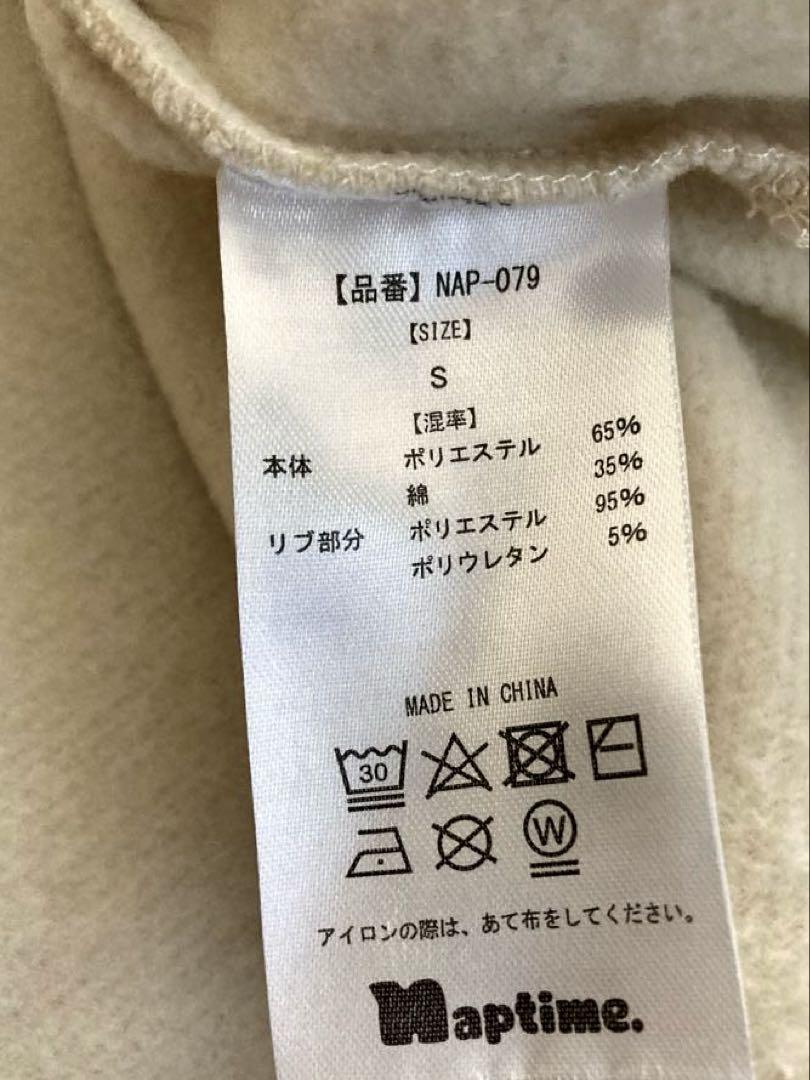 【品番】NAP-079
【SIZE】
S
【混率】
本体 ポリエステル 65%
綿 35%
リブ部分 ポリエステル 95%
ポリウレタン 5%
MADE IN CHINA
30
W
アイロンの際は、あて布をしてください。
Naptime.